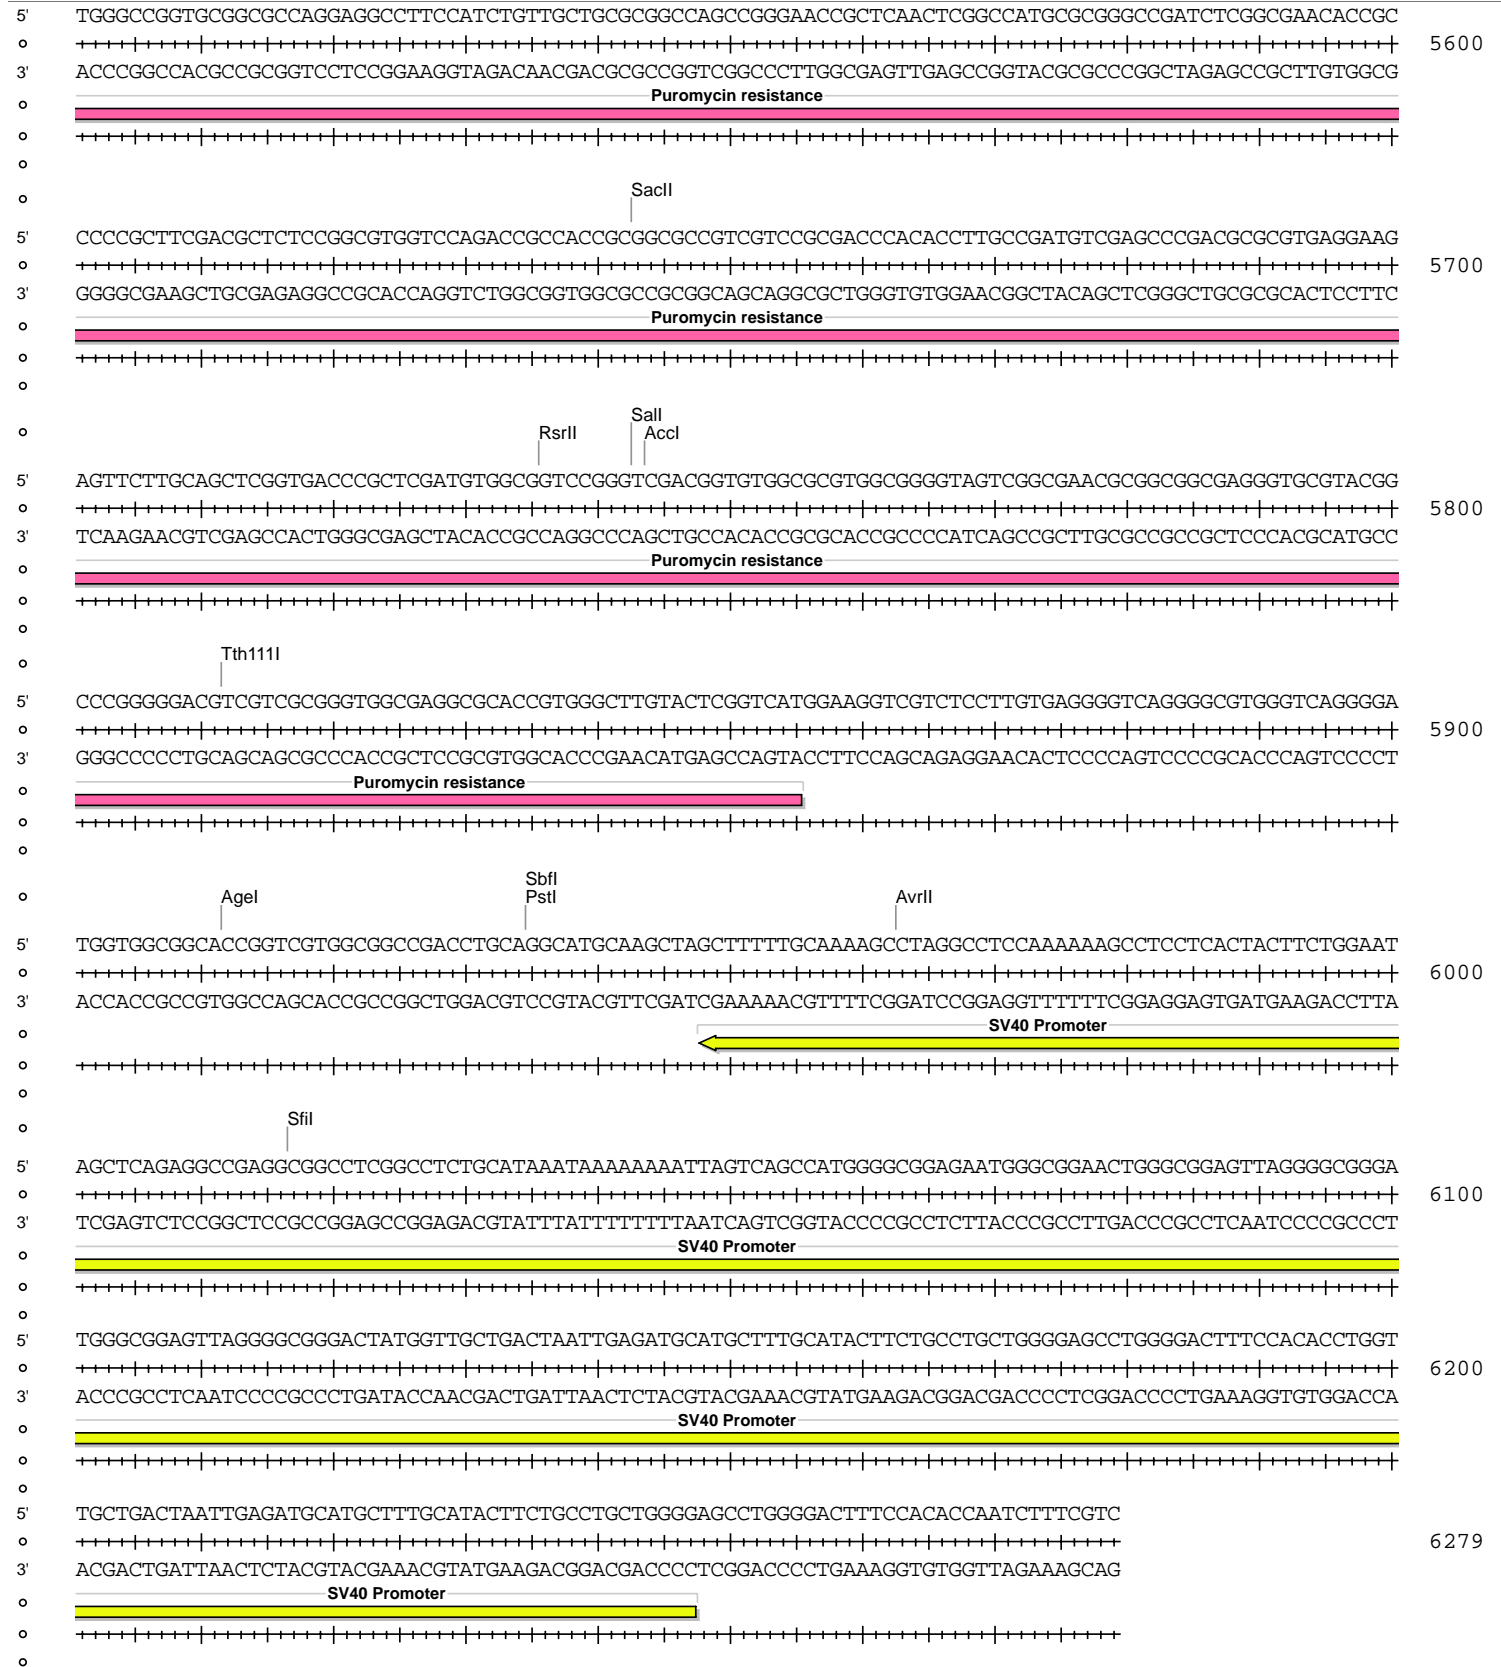 5' TGGGCCGGTGCGGCGCCAGGAGGCCTTCCATCTGTTGCTGCGCGGCCAGCCGGGAACCGCTCAACTCGGCCATGCGCGGGCCGATCTCGGCGAACACCGC
5600
3' ACCCGGCCACGCCGCGGTCCTCCGGAAGGTAGACAACGACGCGCCGGTCGGCCCTTGGCGAGTTGAGCCGGTACGCGCCCGGCTAGAGCCGCTTGTGGCG
Puromycin resistance
SacII
5' CCCCGCTTCGACGCTCTCCGGCGTGGTCCAGACCGCCACCGCGGCGCCGTCGTCCGCGACCCACACCTTGCCGATGTCGAGCCCGACGCGCGTGAGGAAG
5700
3' GGGGCGAAGCTGCGAGAGGCCGCACCAGGTCTGGCGGTGGCGCCGCGGCAGCAGGCGCTGGGTGTGGAACGGCTACAGCTCGGGCTGCGCGCACTCCTTC
Puromycin resistance
SalI
RsrII AccI
5' AGTTCTTGCAGCTCGGTGACCCGCTCGATGTGGCGGTCCGGGTCGACGGTGTGGCGCGTGGCGGGGTAGTCGGCGAACGCGGCGGCGAGGGTGCGTACGG
5800
3' TCAAGAACGTCGAGCCACTGGGCGAGCTACACCGCCAGGCCCAGCTGCCACACCGCGCACCGCCCCATCAGCCGCTTGCGCCGCCGCTCCCACGCATGCC
Puromycin resistance
Tth111I
5' CCCGGGGGACGTCGTCGCGGGTGGCGAGGCGCACCGTGGGCTTGTACTCGGTCATGGAAGGTCGTCTCCTTGTGAGGGGTCAGGGGCGTGGGTCAGGGGA
5900
3' GGGCCCCCTGCAGCAGCGCCCACCGCTCCGCGTGGCACCCGAACATGAGCCAGTACCTTCCAGCAGAGGAACACTCCCCAGTCCCCGCACCCAGTCCCCT
Puromycin resistance
SbfI
AgeI PstI AvrII
5' TGGTGGCGGCACCGGTCGTGGCGGCCGACCTGCAGGCATGCAAGCTAGCTTTTTGCAAAAGCCTAGGCCTCCAAAAAAGCCTCCTCACTACTTCTGGAAT
6000
3' ACCACCGCCGTGGCCAGCACCGCCGGCTGGACGTCCGTACGTTCGATCGAAAAACGTTTTCGGATCCGGAGGTTTTTTCGGAGGAGTGATGAAGACCTTA
SV40 Promoter
SfiI
5' AGCTCAGAGGCCGAGGCGGCCTCGGCCTCTGCATAAATAAAAAAAATTAGTCAGCCATGGGGCGGAGAATGGGCGGAACTGGGCGGAGTTAGGGGCGGGA
6100
3' TCGAGTCTCCGGCTCCGCCGGAGCCGGAGACGTATTTATTTTTTTTAATCAGTCGGTACCCCGCCTCTTACCCGCCTTGACCCGCCTCAATCCCCGCCCT
SV40 Promoter
5' TGGGCGGAGTTAGGGGCGGGACTATGGTTGCTGACTAATTGAGATGCATGCTTTGCATACTTCTGCCTGCTGGGGAGCCTGGGGACTTTCCACACCTGGT
6200
3' ACCCGCCTCAATCCCCGCCCTGATACCAACGACTGATTAACTCTACGTACGAAACGTATGAAGACGGACGACCCCTCGGACCCCTGAAAGGTGTGGACCA
SV40 Promoter
5' TGCTGACTAATTGAGATGCATGCTTTGCATACTTCTGCCTGCTGGGGAGCCTGGGGACTTTCCACACCAATCTTTCGTC
6279
3' ACGACTGATTAACTCTACGTACGAAACGTATGAAGACGGACGACCCCTCGGACCCCTGAAAGGTGTGGTTAGAAAGCAG
SV40 Promoter